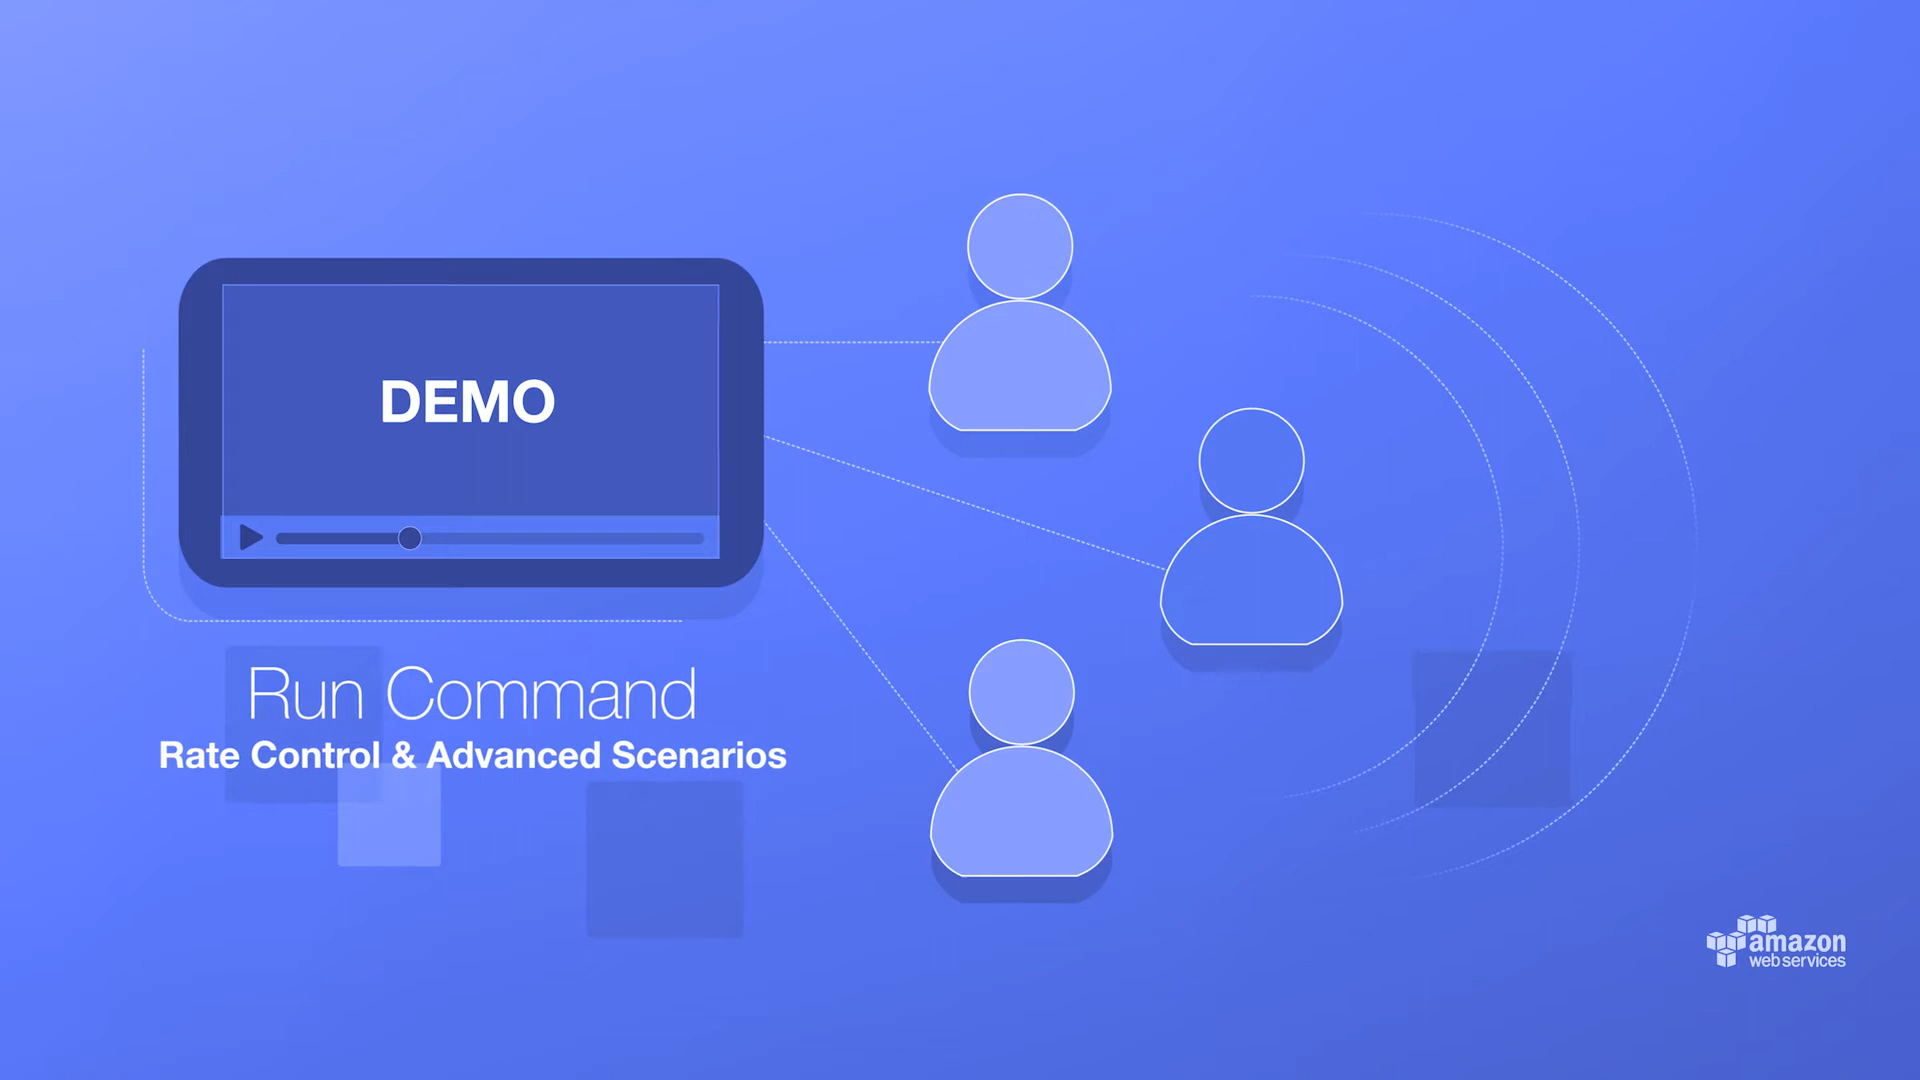 DEMO
Run Command
Rate Control & Advanced Scenarios
amazon
web services